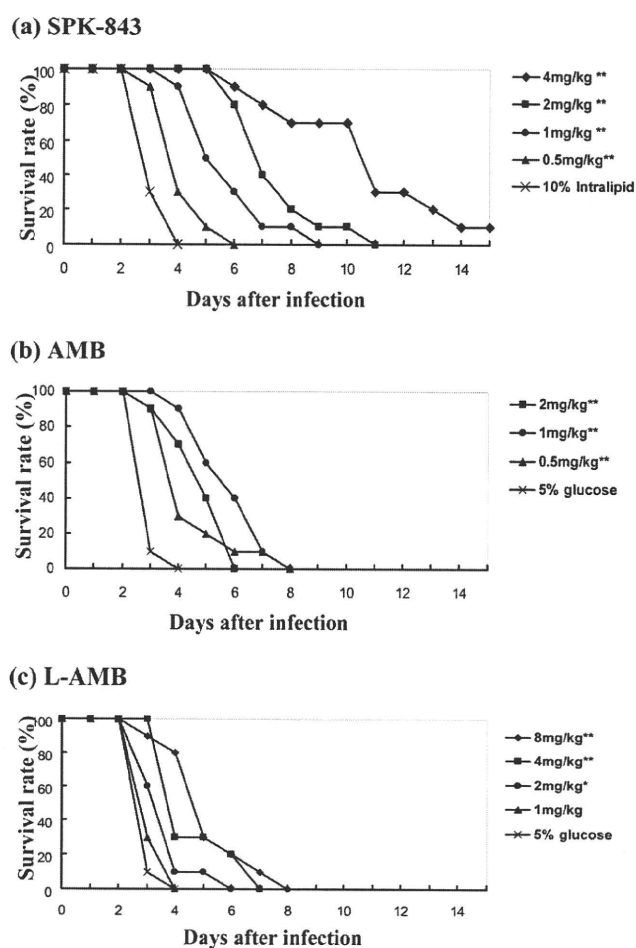 (a) SPK-843
Survival rate (%)
100
80
60
40
20
0
0 2 4 6 8 10 12 14
Days after infection
4mg/kg **
2mg/kg **
1mg/kg **
0.5mg/kg**
10% Intralipid
(b) AMB
Survival rate (%)
100
80
60
40
20
0
0 2 4 6 8 10 12 14
Days after infection
2mg/kg**
1mg/kg**
0.5mg/kg**
5% glucose
(c) L-AMB
Survival rate (%)
100
80
60
40
20
0
0 2 4 6 8 10 12 14
Days after infection
8mg/kg**
4mg/kg**
2mg/kg*
1mg/kg
5% glucose